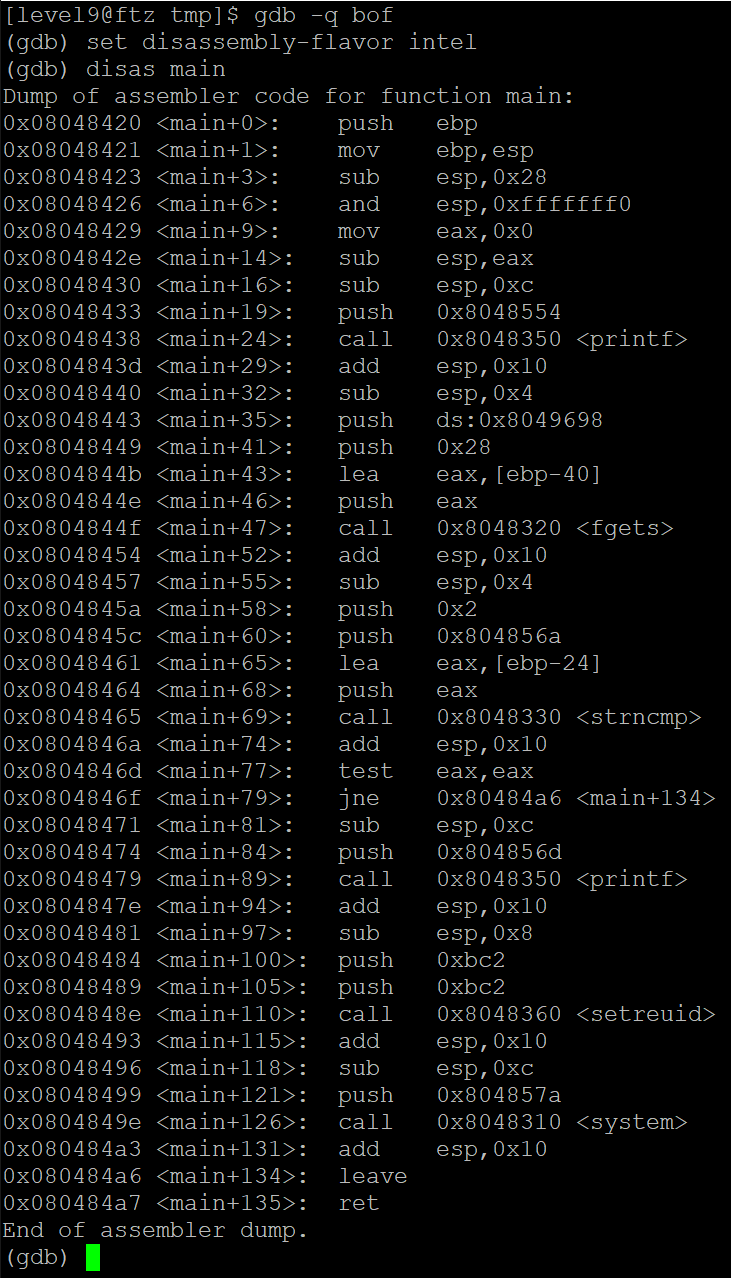 [level9@ftz tmp]$ gdb -q bof
(gdb) set disassembly-flavor intel
(gdb) disas main
Dump of assembler code for function main:
0x08048420 <main+0>:	push	ebp
0x08048421 <main+1>:	mov	ebp,esp
0x08048423 <main+3>:	sub	esp,0x28
0x08048426 <main+6>:	and	esp,0xfffffff0
0x08048429 <main+9>:	mov	eax,0x0
0x0804842e <main+14>:	sub	esp,eax
0x08048430 <main+16>:	sub	esp,0xc
0x08048433 <main+19>:	push	0x8048554
0x08048438 <main+24>:	call	0x8048350 <printf>
0x0804843d <main+29>:	add	esp,0x10
0x08048440 <main+32>:	sub	esp,0x4
0x08048443 <main+35>:	push	ds:0x8049698
0x08048449 <main+41>:	push	0x28
0x0804844b <main+43>:	lea	eax,[ebp-40]
0x0804844e <main+46>:	push	eax
0x0804844f <main+47>:	call	0x8048320 <fgets>
0x08048454 <main+52>:	add	esp,0x10
0x08048457 <main+55>:	sub	esp,0x4
0x0804845a <main+58>:	push	0x2
0x0804845c <main+60>:	push	0x804856a
0x08048461 <main+65>:	lea	eax,[ebp-24]
0x08048464 <main+68>:	push	eax
0x08048465 <main+69>:	call	0x8048330 <strncmp>
0x0804846a <main+74>:	add	esp,0x10
0x0804846d <main+77>:	test	eax,eax
0x0804846f <main+79>:	jne	0x80484a6 <main+134>
0x08048471 <main+81>:	sub	esp,0xc
0x08048474 <main+84>:	push	0x804856d
0x08048479 <main+89>:	call	0x8048350 <printf>
0x0804847e <main+94>:	add	esp,0x10
0x08048481 <main+97>:	sub	esp,0x8
0x08048484 <main+100>:	push	0xbc2
0x08048489 <main+105>:	push	0xbc2
0x0804848e <main+110>:	call	0x8048360 <setreuid>
0x08048493 <main+115>:	add	esp,0x10
0x08048496 <main+118>:	sub	esp,0xc
0x08048499 <main+121>:	push	0x804857a
0x0804849e <main+126>:	call	0x8048310 <system>
0x080484a3 <main+131>:	add	esp,0x10
0x080484a6 <main+134>:	leave
0x080484a7 <main+135>:	ret
End of assembler dump.
(gdb)